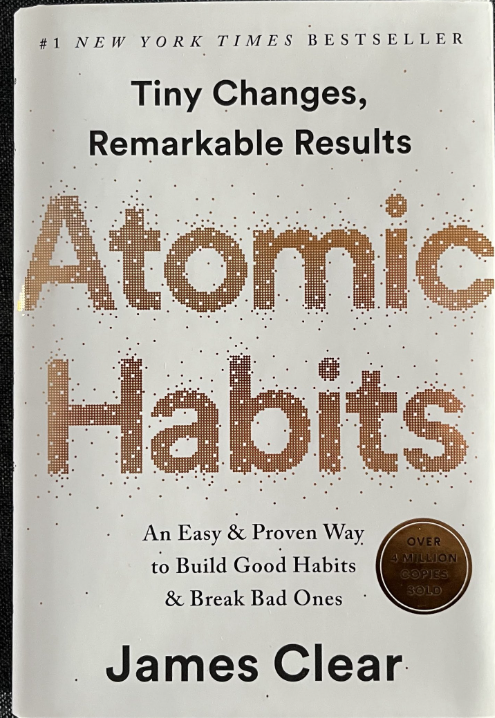 #1 NEW YORK TIMES BESTSELLER
Tiny Changes,
Remarkable Results
Atomic
Habits
An Easy & Proven Way
to Build Good Habits
& Break Bad Ones
OVER
4 MILLION
COPIES
SOLD
James Clear